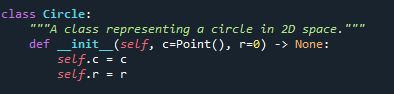 class Circle:
    """A class representing a circle in 2D space."""
    def __init__(self, c=Point(), r=0) -> None:
        self.c = c
        self.r = r